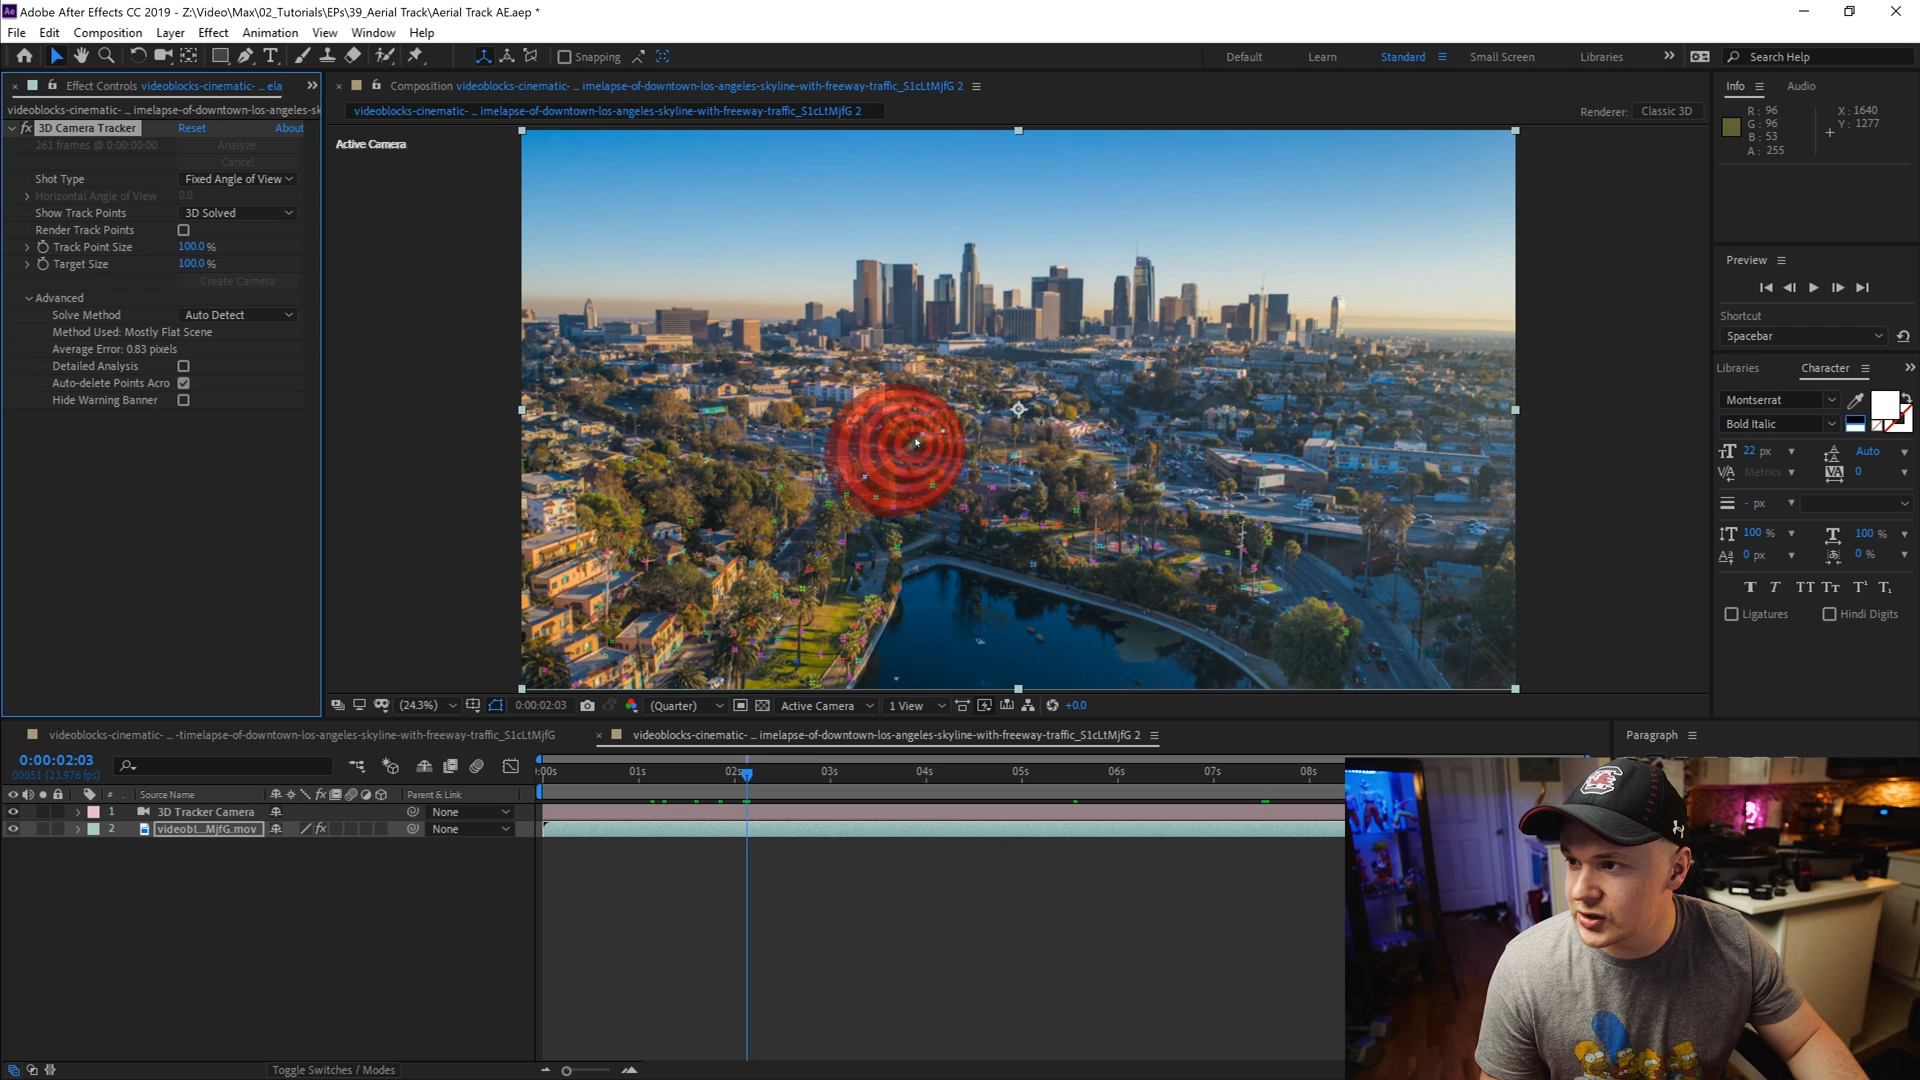 Adobe After Effects CC 2019 - Z:\Video\Max\02_Tutorials\EPs\39_Aerial Track\Aerial Track AE.aep *
File Edit Composition Layer Effect Animation View Window Help
Snapping
Default Learn Standard Small Screen Libraries
Search Help
Effect Controls videoblocks-cinematic- ... ela
videoblocks-cinematic- ... imelapse-of-downtown-los-angeles-sk
fx 3D Camera Tracker Reset About
261 frames @ 0:00:00:00 Analyze
Cancel
Shot Type Fixed Angle of View
Horizontal Angle of View 0.0
Show Track Points 3D Solved
Render Track Points
Track Point Size 100.0 %
Target Size 100.0 %
Create Camera
Advanced
Solve Method Auto Detect
Method Used: Mostly Flat Scene
Average Error: 0.83 pixels
Detailed Analysis
Auto-delete Points Acro
Hide Warning Banner
Composition videoblocks-cinematic- ... imelapse-of-downtown-los-angeles-skyline-with-freeway-traffic_S1cLtMjfG 2
videoblocks-cinematic- ... imelapse-of-downtown-los-angeles-skyline-with-freeway-traffic_S1cLtMjfG 2
Renderer: Classic 3D
Active Camera
(24.3%) 0:00:02:03 (Quarter) Active Camera 1 View +0.0
Info Audio
R : 96
G : 96
B : 53
A : 255
X : 1640
Y : 1277
Preview
Shortcut
Spacebar
Libraries Character
Montserrat
Bold Italic
22 px Auto
Metrics 0
- px
100 % 100 %
0 px 0 %
Ligatures Hindi Digits
Paragraph
videoblocks-cinematic- ... -timelapse-of-downtown-los-angeles-skyline-with-freeway-traffic_S1cLtMjfG
videoblocks-cinematic- ... imelapse-of-downtown-los-angeles-skyline-with-freeway-traffic_S1cLtMjfG 2
0:00:02:03
00051 (23.976 fps)
:00s 01s 02s 03s 04s 05s 06s 07s 08s
# Source Name Parent & Link
1 3D Tracker Camera None
2 videobl...MjfG.mov None
Toggle Switches / Modes